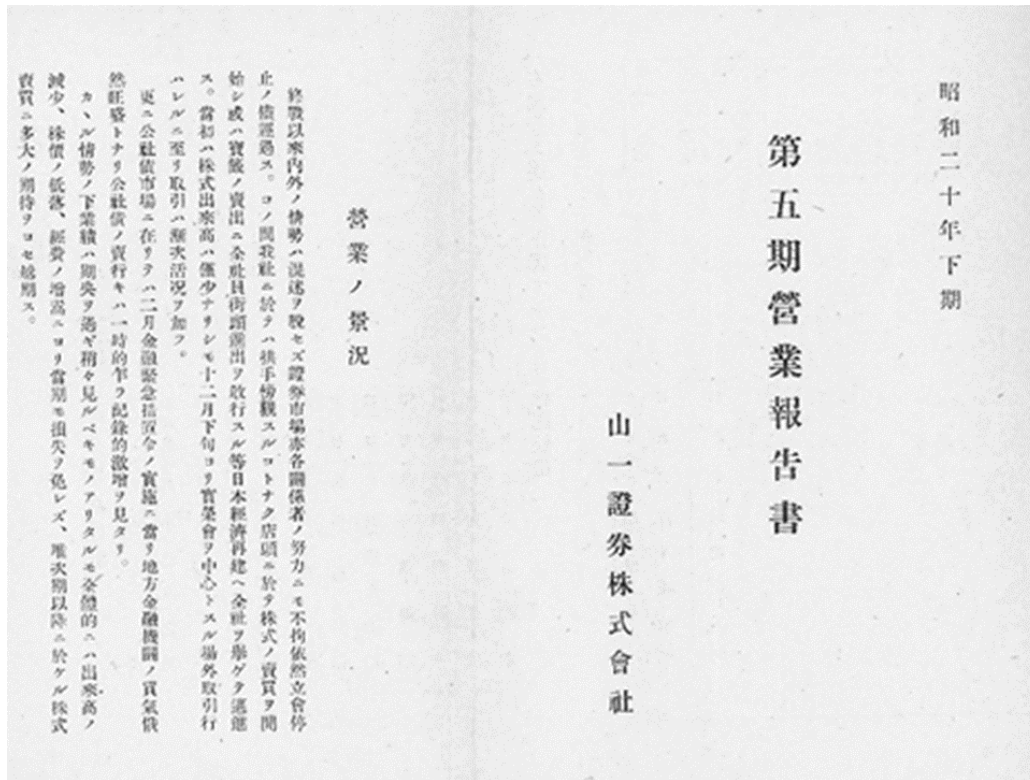 昭和二十年下期
第五期營業報吿書
山一證券株式會社
營業ノ景況
終戰以來內外ノ情勢ハ混迷ヲ脫セズ證券市場亦各關係者ノ努力ニモ不拘依然立會停
止ノ儘運過ス。コノ間我社ニ於テハ拱手傍觀スルコトナク店頭ニ於テ株式ノ賣買ヲ開
始シ或ハ寶籤ノ賣出ニ全社員街頭進出ヲ敢行スル等日本經濟再建ヘ全社ヲ擧ゲテ邁進
ス。當初ハ株式出來高ハ僅少ナリシモ十二月下旬ヨリ實榮會ヲ中心トスル場外取引行
ハレルニ至リ取引ハ漸次活況ヲ加フ。
更ニ公社債市場ニ在リテハ二月金融緊急措置令ノ實施ニ當リ地方金融機關ノ買氣俄
然旺盛トナリ公社債ノ賣行キハ一時的乍ラ記錄的激增ヲ見タリ。
カヽル情勢ノ下業績ハ期央ヲ過ギ稍々見ルベキモノアリタルモ全體的ニハ出來高ノ
減少、株價ノ低落、經費ノ增高ニヨリ當期モ損失ヲ免レズ、唯次期以降ニ於ケル株式
賣買ニ多大ノ期待ヲヨセ越期ス。